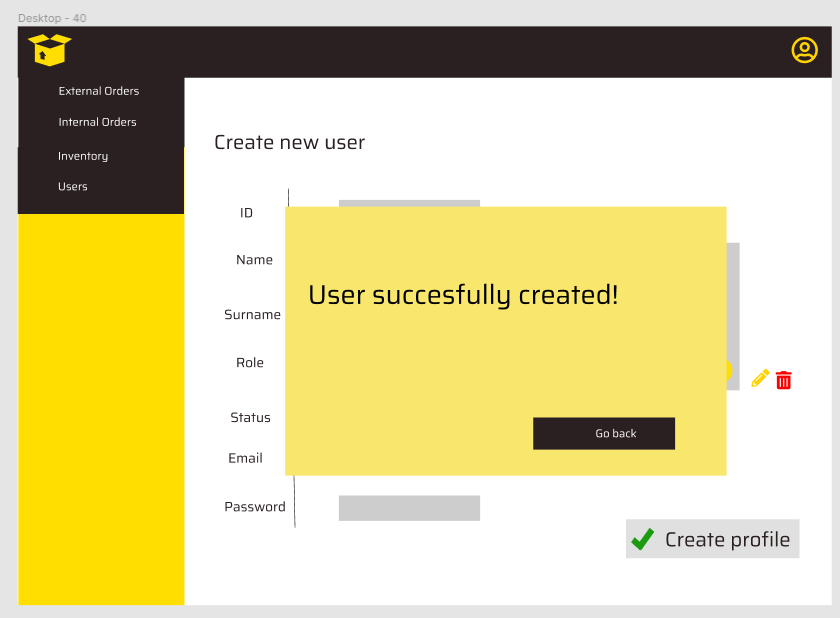 Desktop - 40
External Orders
Internal Orders
Inventory
Users
Create new user
ID
Name
User succesfully created!
Surname
Role
Status
Go back
Email
Password
Create profile